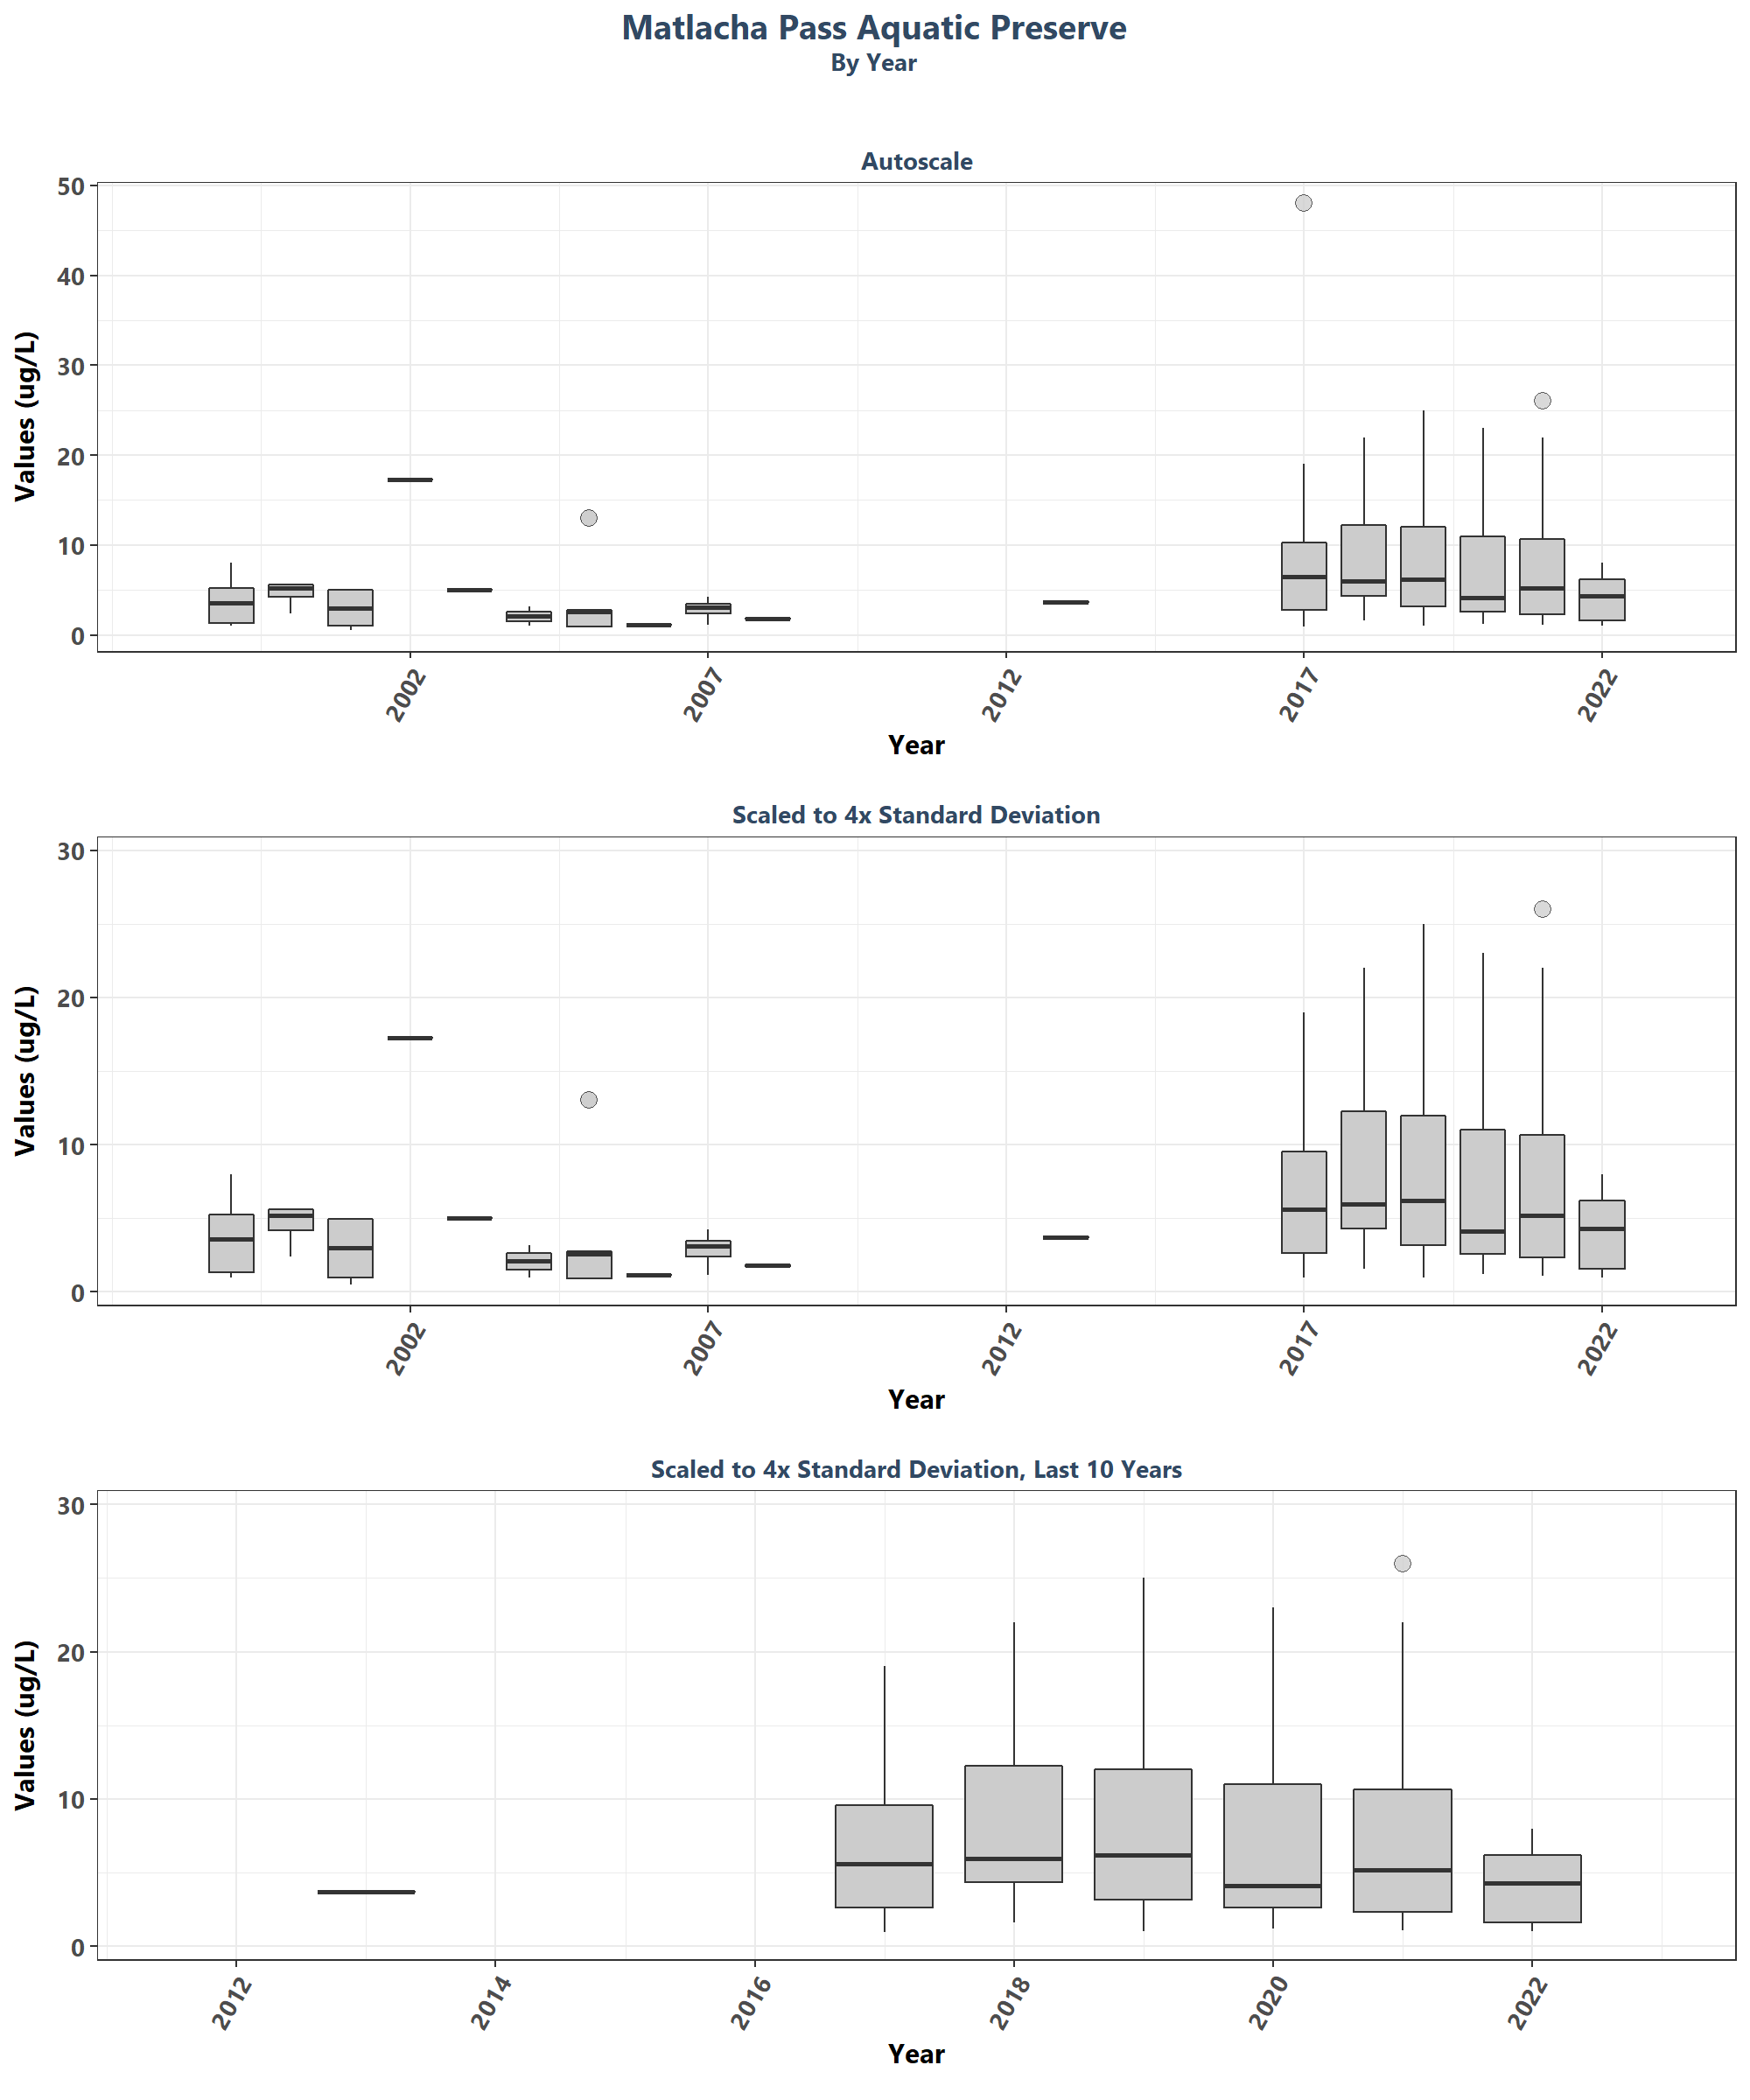 Matlacha Pass Aquatic Preserve
By Year
Autoscale
Values (ug/L)
50
40
30
20
10
0
2002
2007
2012
2017
2022
Year
Scaled to 4x Standard Deviation
Values (ug/L)
30
20
10
0
2002
2007
2012
2017
2022
Year
Scaled to 4x Standard Deviation, Last 10 Years
Values (ug/L)
30
20
10
0
2012
2014
2016
2018
2020
2022
Year